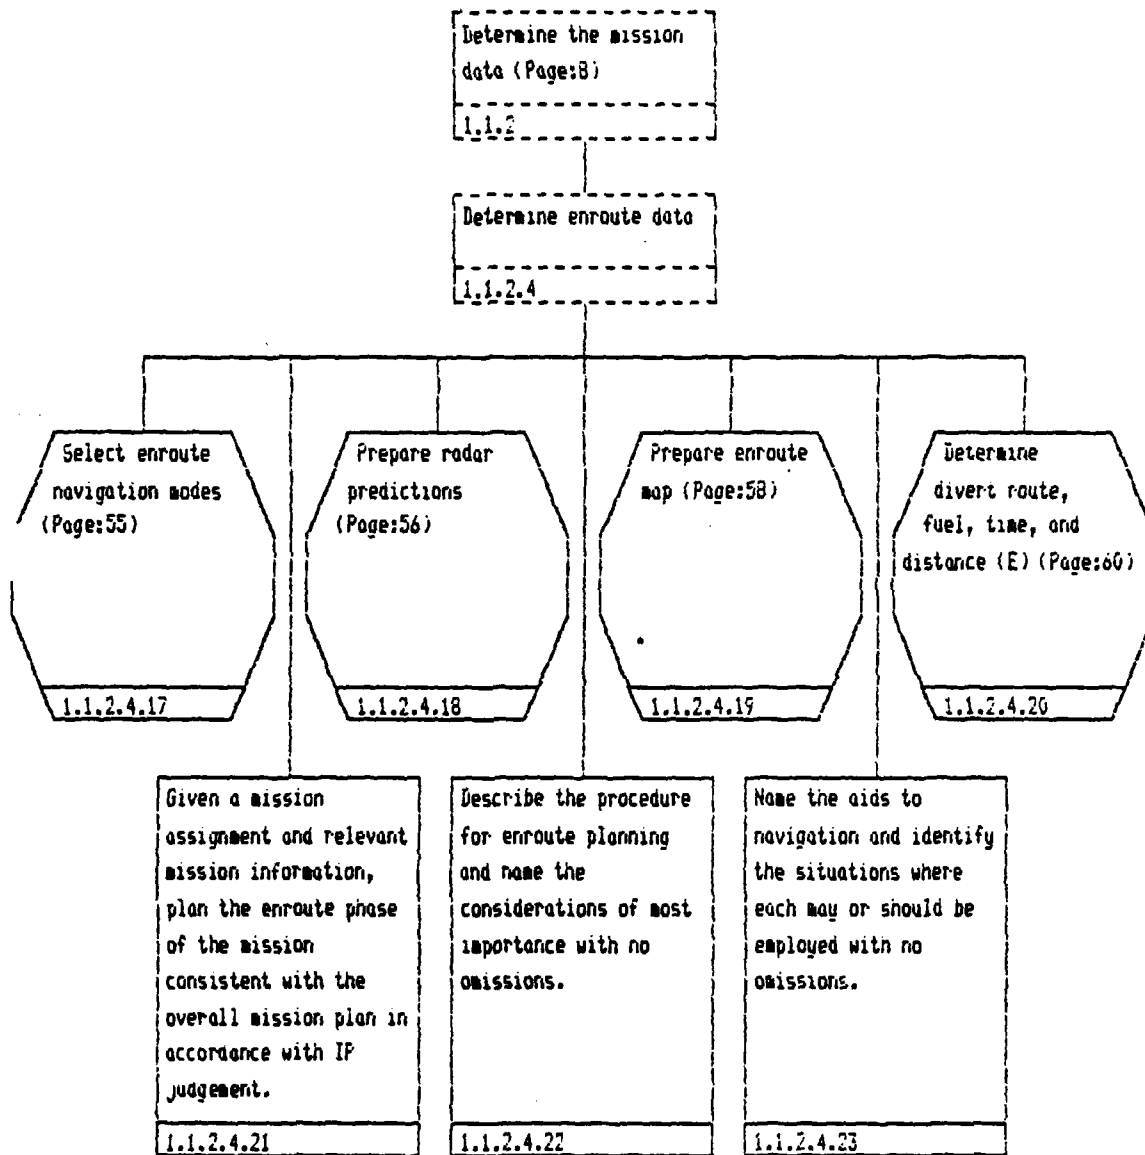 Determine the mission
data (Page:8)
1.1.2
Determine enroute data
1.1.2.4
Select enroute
navigation modes
(Page:55)
1.1.2.4.17
Prepare radar
predictions
(Page:56)
1.1.2.4.18
Prepare enroute
map (Page:58)
1.1.2.4.19
Determine
divert route,
fuel, time, and
distance (E) (Page:60)
1.1.2.4.20
Given a mission
assignment and relevant
mission information,
plan the enroute phase
of the mission
consistent with the
overall mission plan in
accordance with IP
judgement.
1.1.2.4.21
Describe the procedure
for enroute planning
and name the
considerations of most
importance with no
omissions.
1.1.2.4.22
Name the aids to
navigation and identify
the situations where
each may or should be
employed with no
omissions.
1.1.2.4.23